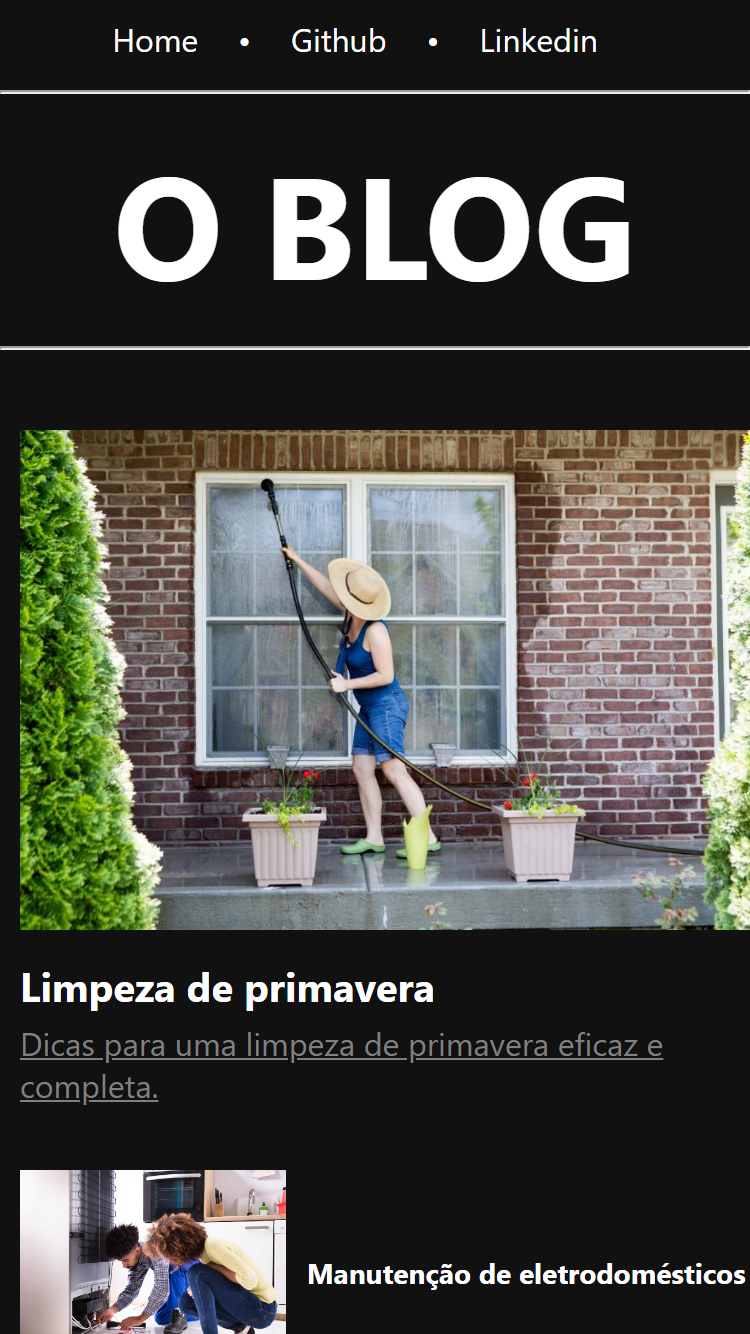 Home • Github • Linkedin
O BLOG
Limpeza de primavera
Dicas para uma limpeza de primavera eficaz e
completa.
Manutenção de eletrodomésticos